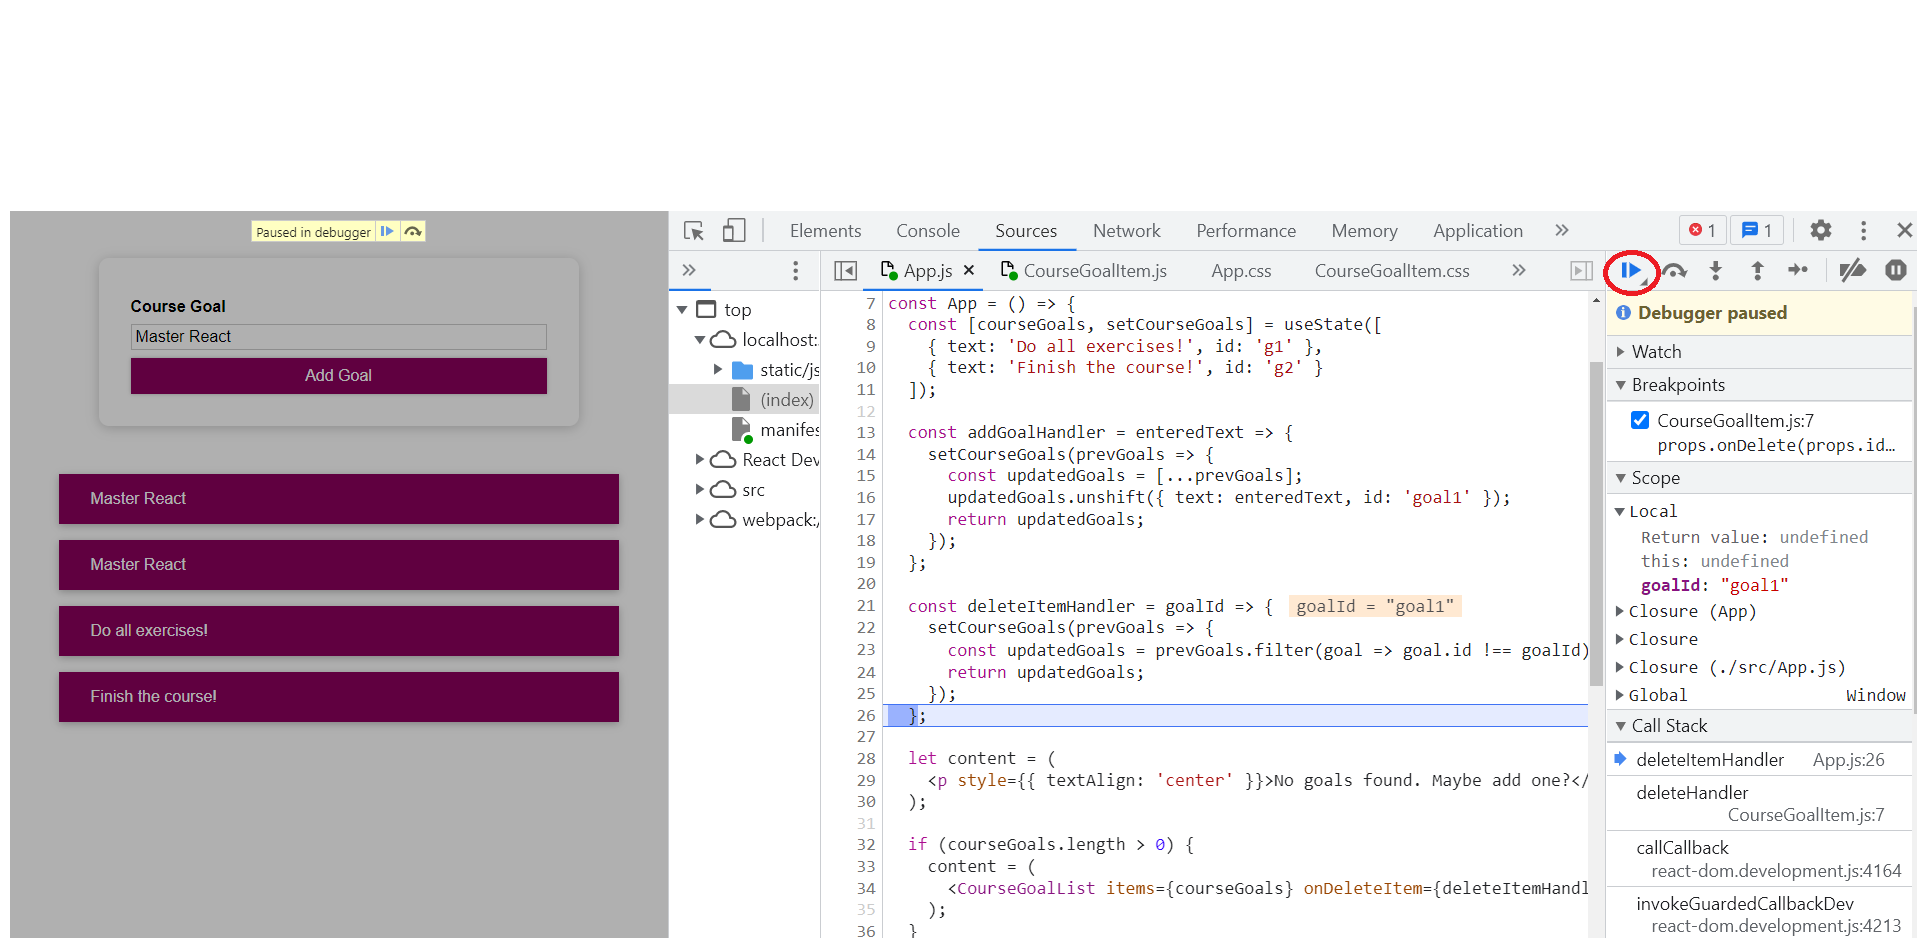 Paused in debugger
Course Goal
Master React
Add Goal
Master React
Master React
Do all exercises!
Finish the course!
Elements Console Sources Network Performance Memory Application » 1 1
» App.js × CourseGoalItem.js App.css CourseGoalItem.css »
top
localhost:
static/js
(index)
manifes
React Dev
src
webpack:/
7 const App = () => {
8 const [courseGoals, setCourseGoals] = useState([
9 { text: 'Do all exercises!', id: 'g1' },
10 { text: 'Finish the course!', id: 'g2' }
11 ]);
12
13 const addGoalHandler = enteredText => {
14 setCourseGoals(prevGoals => {
15 const updatedGoals = [...prevGoals];
16 updatedGoals.unshift({ text: enteredText, id: 'goal1' });
17 return updatedGoals;
18 });
19 };
20
21 const deleteItemHandler = goalId => { goalId = "goal1"
22 setCourseGoals(prevGoals => {
23 const updatedGoals = prevGoals.filter(goal => goal.id !== goalId)
24 return updatedGoals;
25 });
26 };
27
28 let content = (
29 <p style={{ textAlign: 'center' }}>No goals found. Maybe add one?</
30 );
31
32 if (courseGoals.length > 0) {
33 content = (
34 <CourseGoalList items={courseGoals} onDeleteItem={deleteItemHandl
35 );
36 }
Debugger paused
Watch
Breakpoints
CourseGoalItem.js:7
props.onDelete(props.id…
Scope
Local
Return value: undefined
this: undefined
goalId: "goal1"
Closure (App)
Closure
Closure (./src/App.js)
Global Window
Call Stack
deleteItemHandler App.js:26
deleteHandler
CourseGoalItem.js:7
callCallback
react-dom.development.js:4164
invokeGuardedCallbackDev
react-dom.development.js:4213